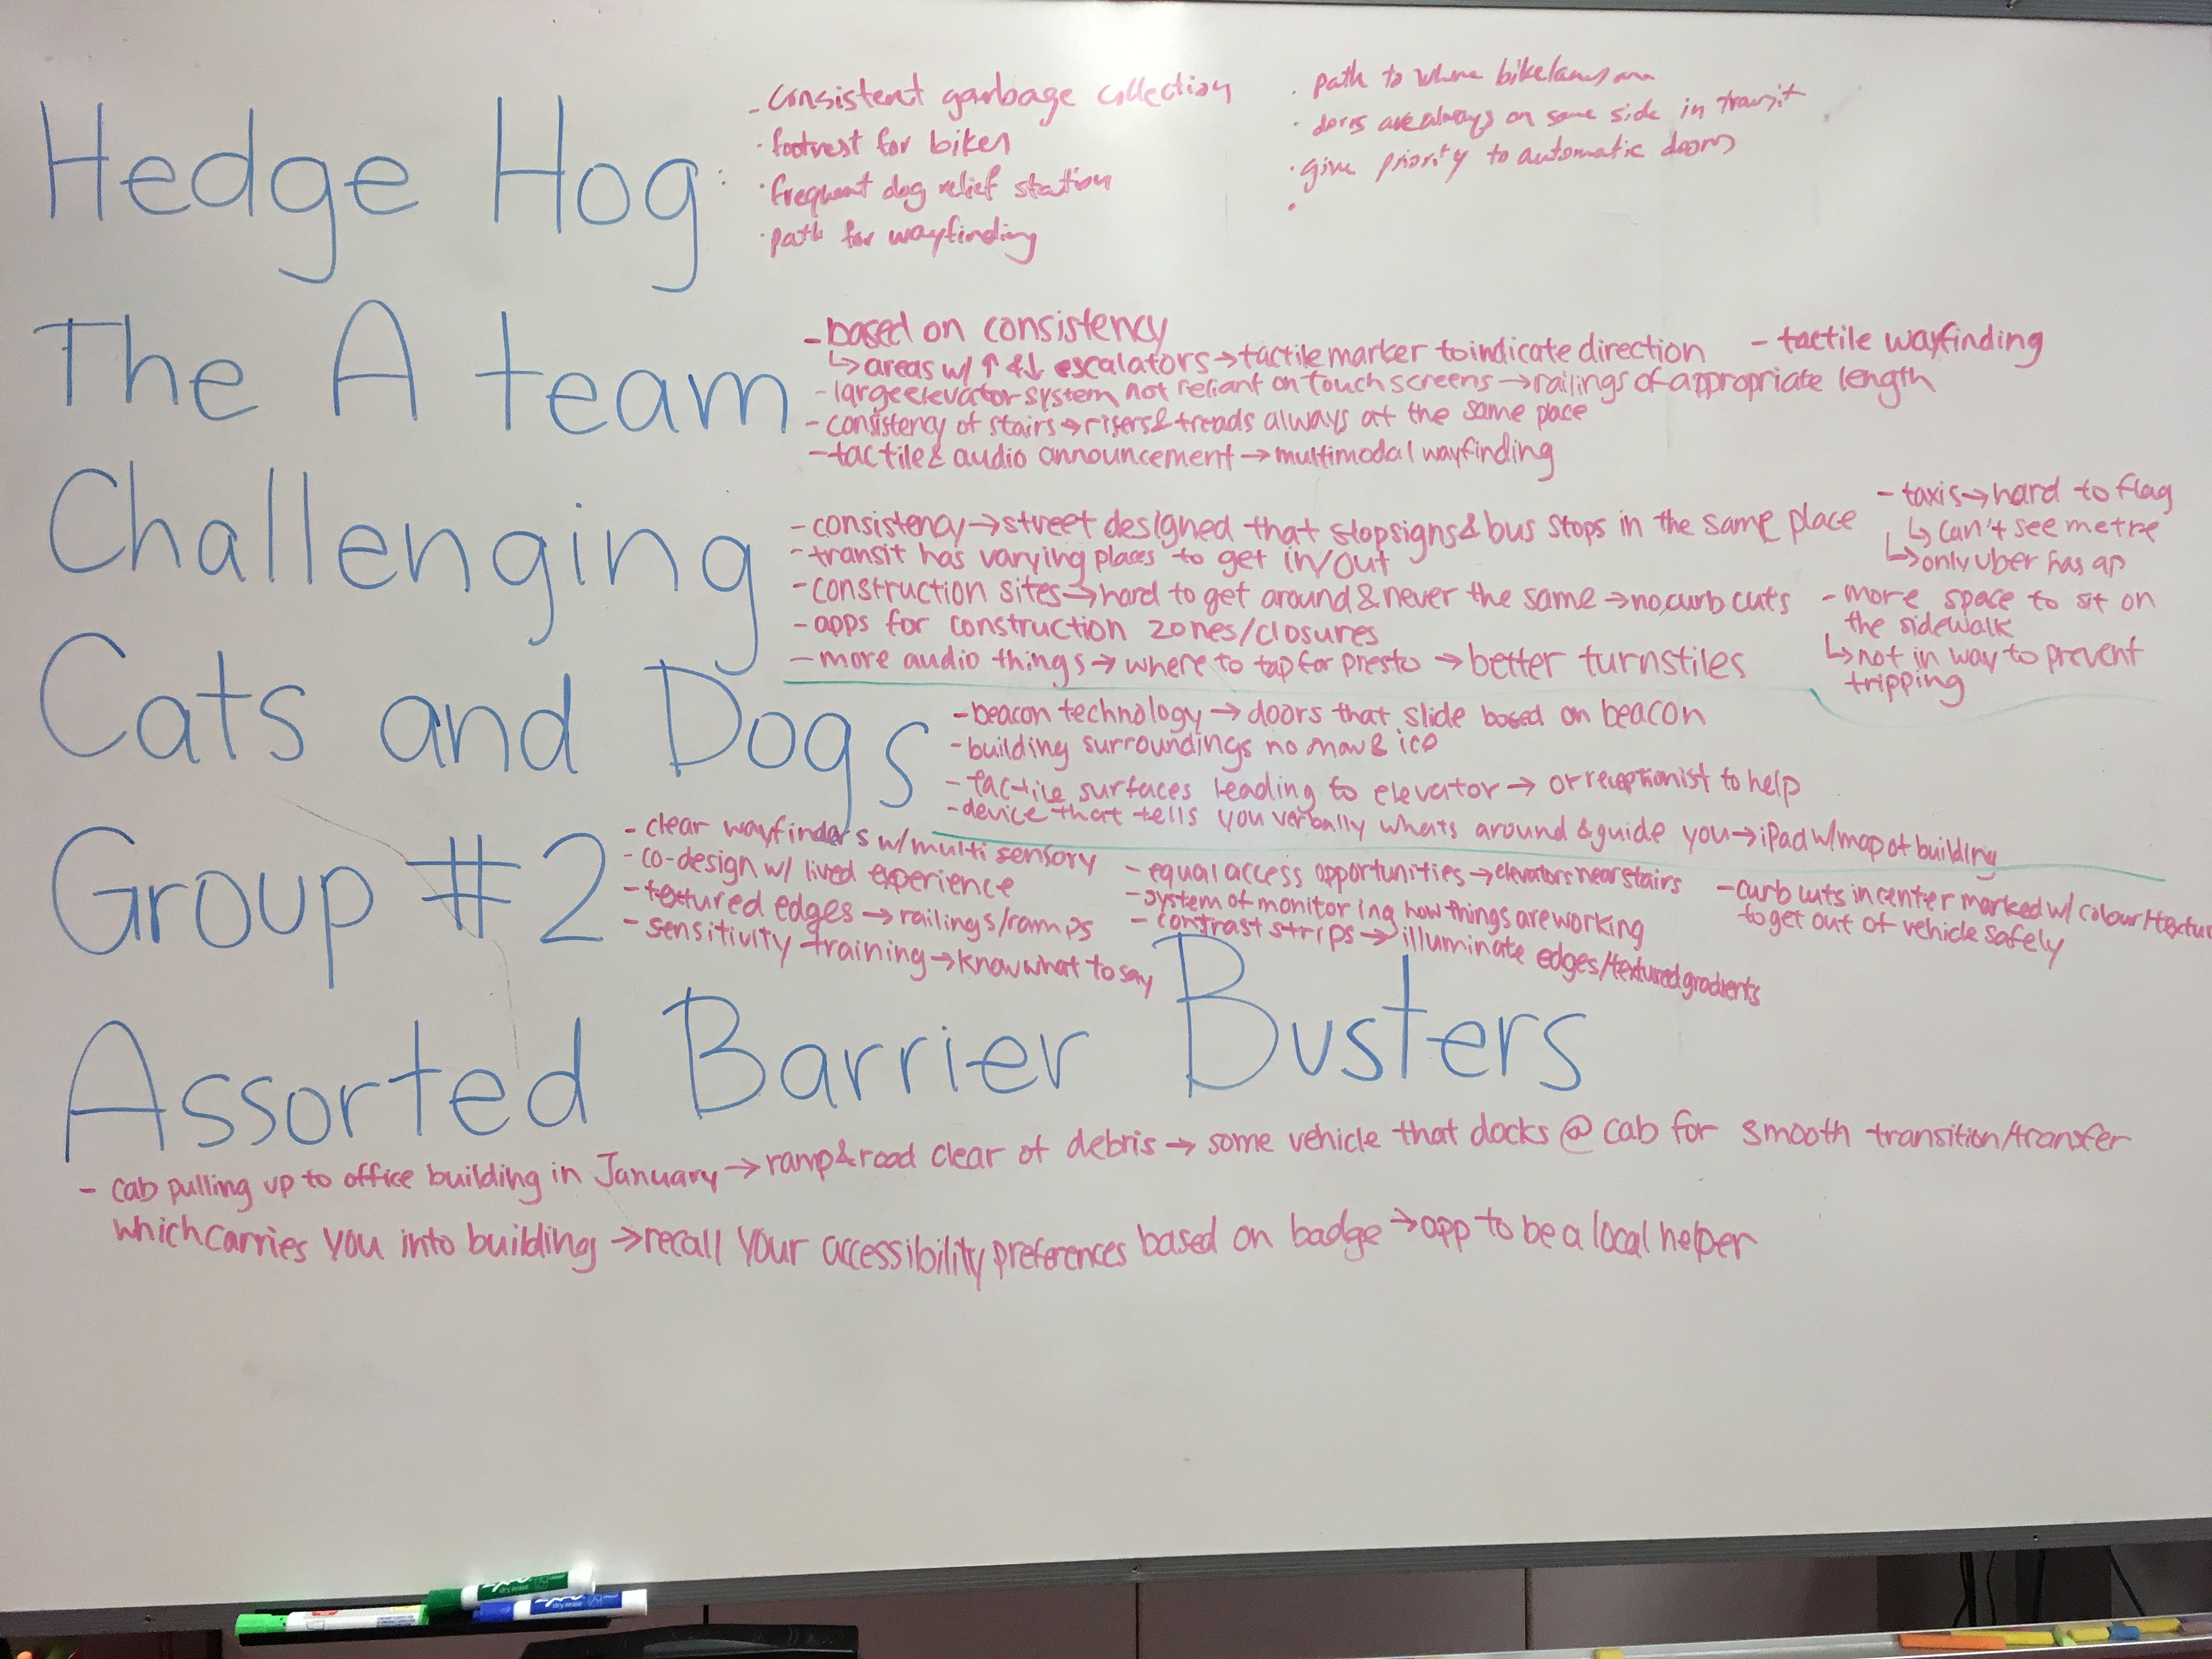 Hedge Hog:
- consistent garbage collection
· footrest for bikes
· frequent dog relief station
· path for wayfinding
· path to where bikelanes are
· doors are always on same side in transit
· give priority to automatic doors
·
The A team
- based on consistency
↳ areas w/ ↑ & ↓ escalators → tactile marker to indicate direction
- tactile wayfinding
- large elevator system not reliant on touch screens → railings of appropriate length
- consistency of stairs → risers & treads always at the same place
- tactile & audio announcement → multimodal wayfinding
Challenging
- consistency → street designed that stopsigns & bus stops in the same place
- transit has varying places to get in/out
- construction sites → hard to get around & never the same → no curb cuts
- apps for construction zones/closures
- more audio things → where to tap for presto → better turnstiles
- taxis → hard to flag
↳ can't see metre
↳ only uber has ap
- more space to sit on
the sidewalk
↳ not in way to prevent
tripping
Cats and Dogs
- beacon technology → doors that slide based on beacon
- building surroundings no & ice
- tactile surfaces leading to elevator → or receptionist to help
- device that tells you verbally whats around & guide you → iPad w/ map of building
Group #2
- clear wayfinders w/ multi sensory
- co-design w/ lived experience
- textured edges → railings/ramps
- sensitivity training → know what to say
- equal access opportunities → elevators near stairs
- system of monitoring how things are working
- contrast strips → illuminate edges/textured gradients
- curb cuts in center marked w/ colour/textur
to get out of vehicle safely
Assorted Barrier Busters
- cab pulling up to office building in January → ramp & road clear of debris → some vehicle that docks @ cab for smooth transition/transfer
which carries you into building → recall your accessibility preferences based on badge → app to be a local helper